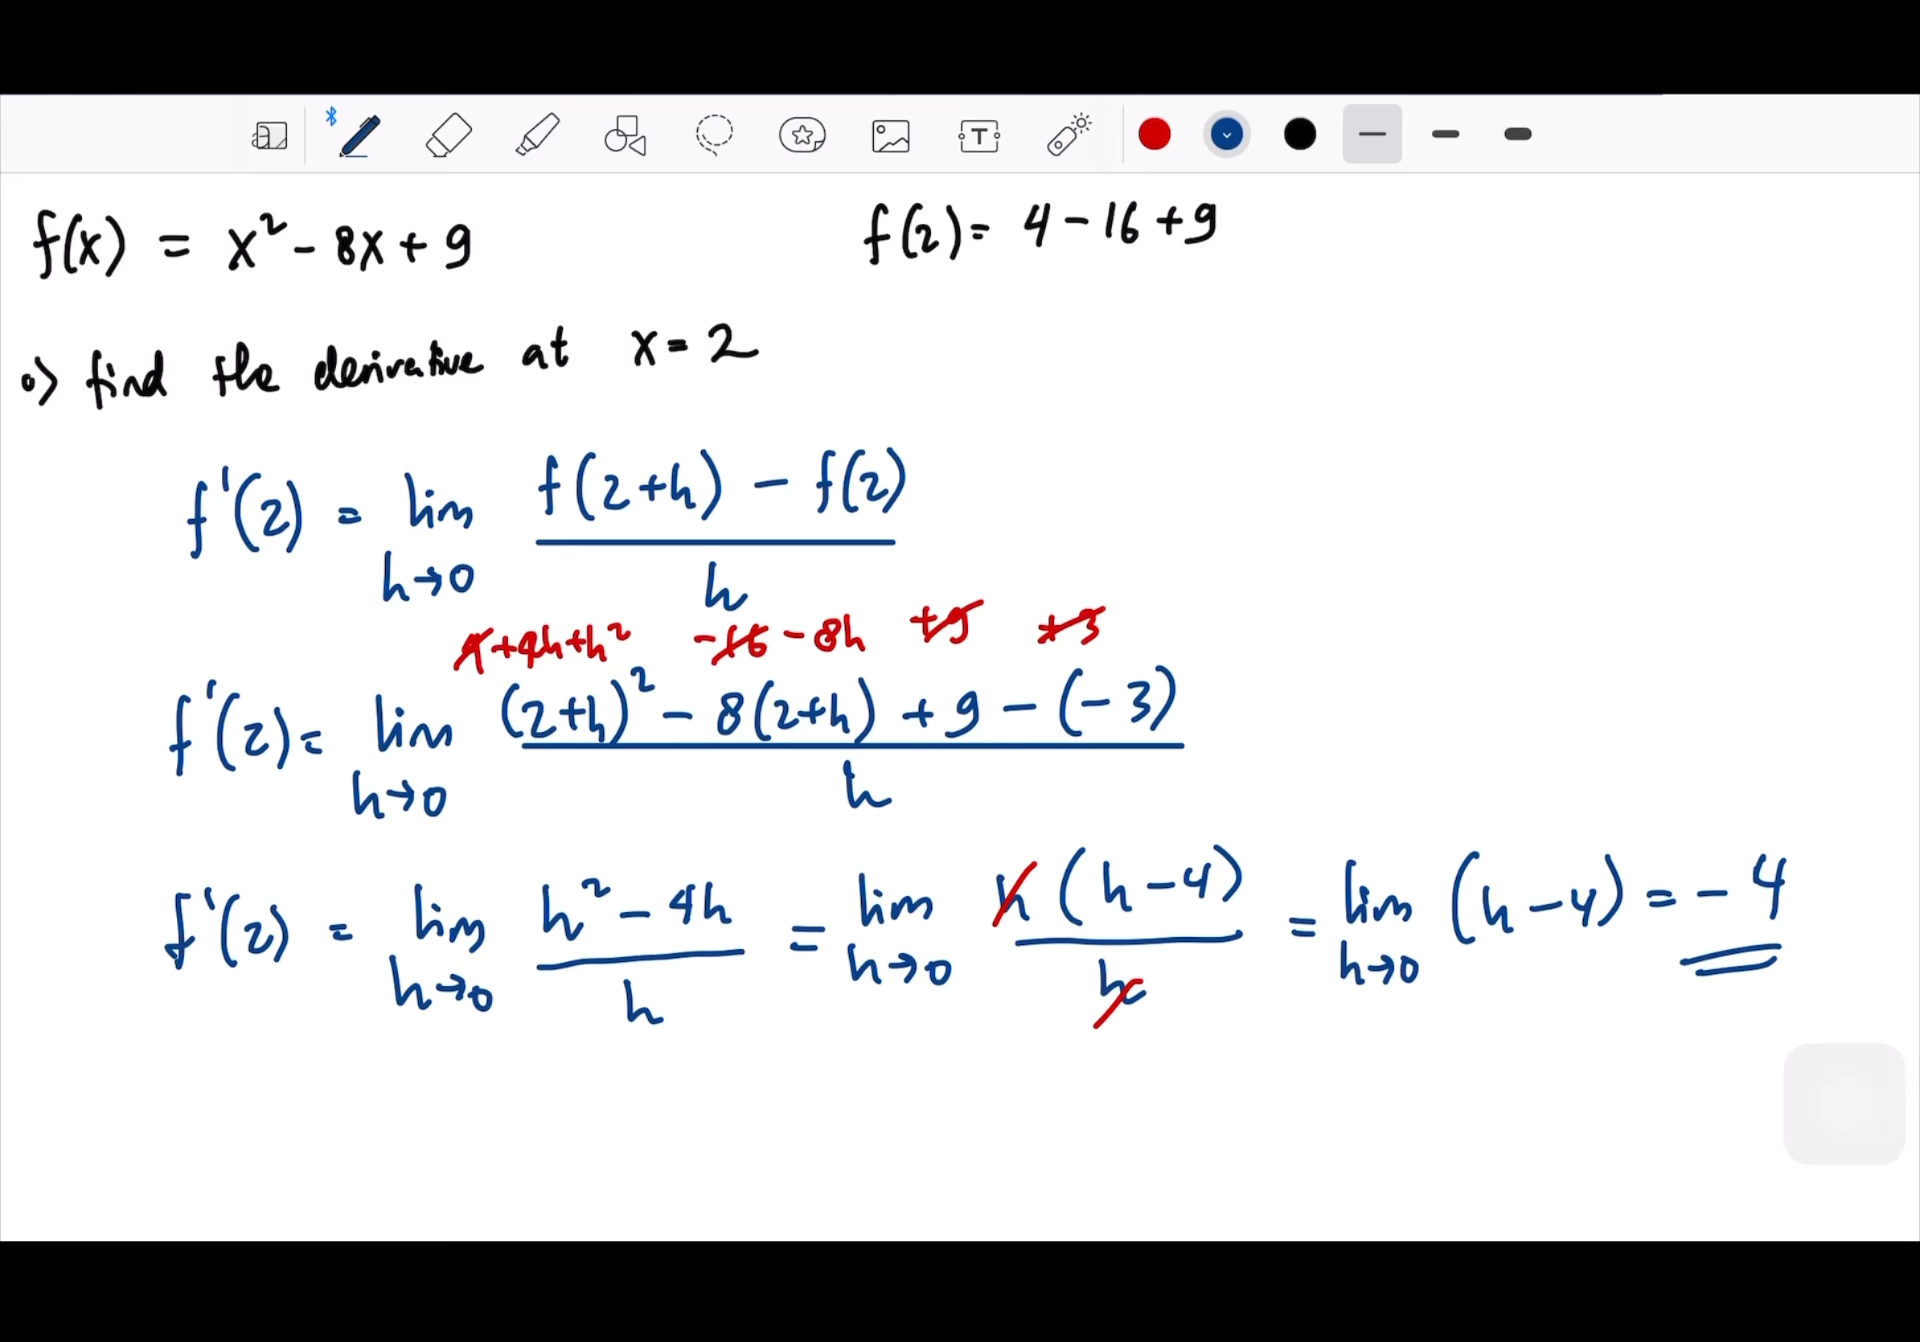 f(x) = x² - 8x + 9
f(2) = 4 - 16 + 9
o) find the derivative at x = 2
f'(2) = lim f(2+h) - f(2)
h→0 h
4+4h+h² -16 - 8h +9 +3
f'(2) = lim (2+h)² - 8(2+h) + 9 - (-3)
h→0 h
f'(2) = lim h² - 4h = lim h(h-4) = lim (h-4) = -4
h→0 h h→0 h h→0